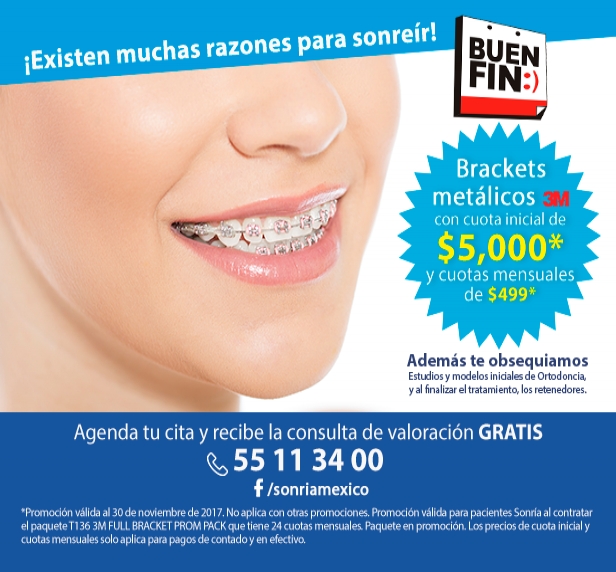 ¡Existen muchas razones para sonreír!
BUEN
FIN:)
Brackets
metálicos 3M
con cuota inicial de
$5,000*
y cuotas mensuales
de $499*
Además te obsequiamos
Estudios y modelos iniciales de Ortodoncia,
y al finalizar el tratamiento, los retenedores.
Agenda tu cita y recibe la consulta de valoración GRATIS
55 11 34 00
f /sonriamexico
*Promoción válida al 30 de noviembre de 2017. No aplica con otras promociones. Promoción válida para pacientes Sonría al contratar
el paquete T136 3M FULL BRACKET PROM PACK que tiene 24 cuotas mensuales. Paquete en promoción. Los precios de cuota inicial y
cuotas mensuales solo aplica para pagos de contado y en efectivo.